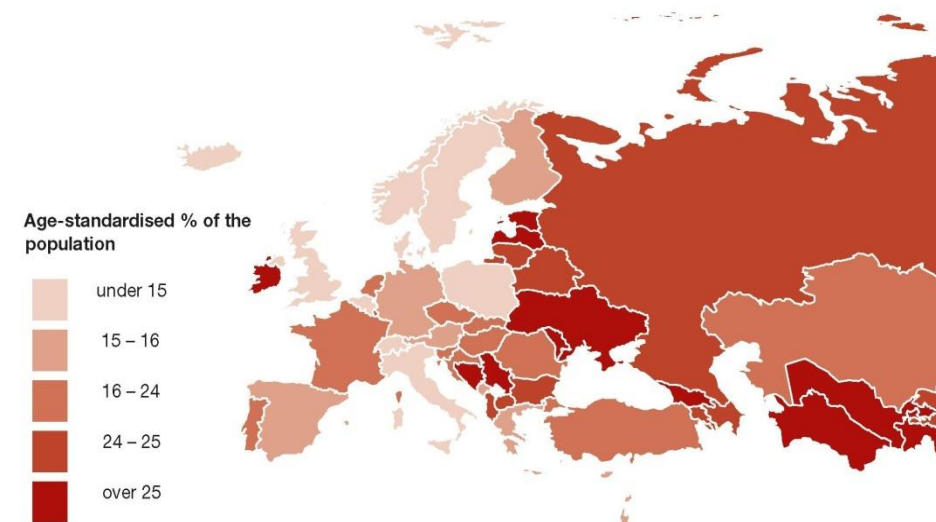 Age-standardised % of the
population
under 15
15 – 16
16 – 24
24 – 25
over 25